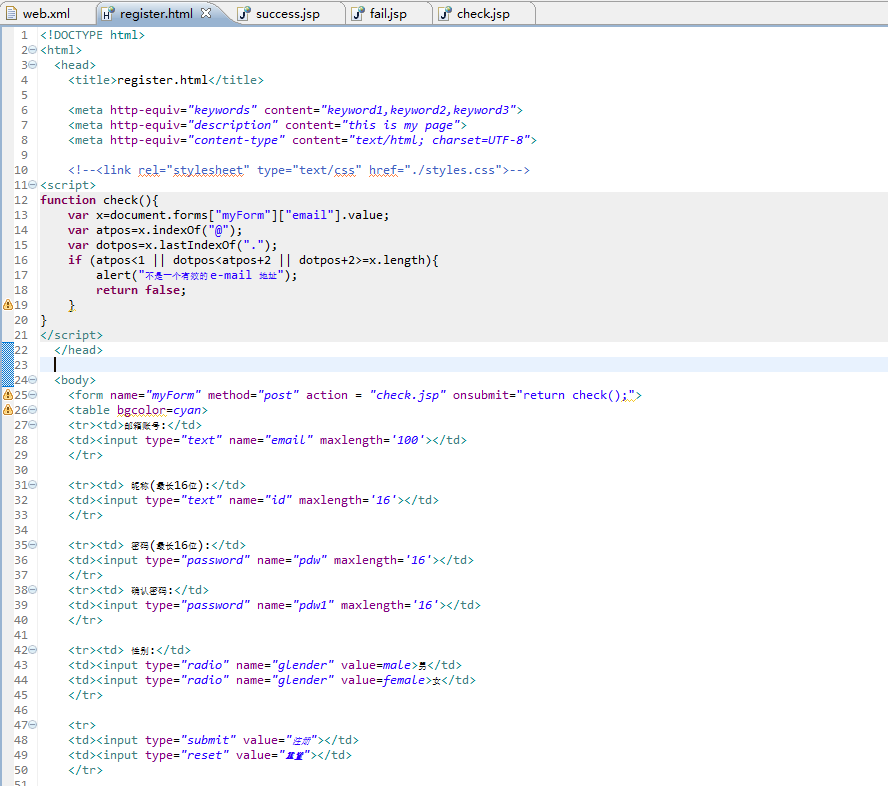 web.xml register.html success.jsp fail.jsp check.jsp
1 <!DOCTYPE html>
2 <html>
3 <head>
4 <title>register.html</title>
5
6 <meta http-equiv="keywords" content="keyword1,keyword2,keyword3">
7 <meta http-equiv="description" content="this is my page">
8 <meta http-equiv="content-type" content="text/html; charset=UTF-8">
9
10 <!--<link rel="stylesheet" type="text/css" href="./styles.css">-->
11 <script>
12 function check(){
13 var x=document.forms["myForm"]["email"].value;
14 var atpos=x.indexOf("@");
15 var dotpos=x.lastIndexOf(".");
16 if (atpos<1 || dotpos<atpos+2 || dotpos+2>=x.length){
17 alert("不是一个有效的 e-mail 地址");
18 return false;
19 }
20 }
21 </script>
22 </head>
23
24 <body>
25 <form name="myForm" method="post" action = "check.jsp" onsubmit="return check();">
26 <table bgcolor=cyan>
27 <tr><td>邮箱账号:</td>
28 <td><input type="text" name="email" maxlength='100'></td>
29 </tr>
30
31 <tr><td> 昵称(最长16位):</td>
32 <td><input type="text" name="id" maxlength='16'></td>
33 </tr>
34
35 <tr><td> 密码(最长16位):</td>
36 <td><input type="password" name="pdw" maxlength='16'></td>
37 </tr>
38 <tr><td> 确认密码:</td>
39 <td><input type="password" name="pdw1" maxlength='16'></td>
40 </tr>
41
42 <tr><td> 性别:</td>
43 <td><input type="radio" name="glender" value=male>男</td>
44 <td><input type="radio" name="glender" value=female>女</td>
45 </tr>
46
47 <tr>
48 <td><input type="submit" value="注册"></td>
49 <td><input type="reset" value="重置"></td>
50 </tr>
51